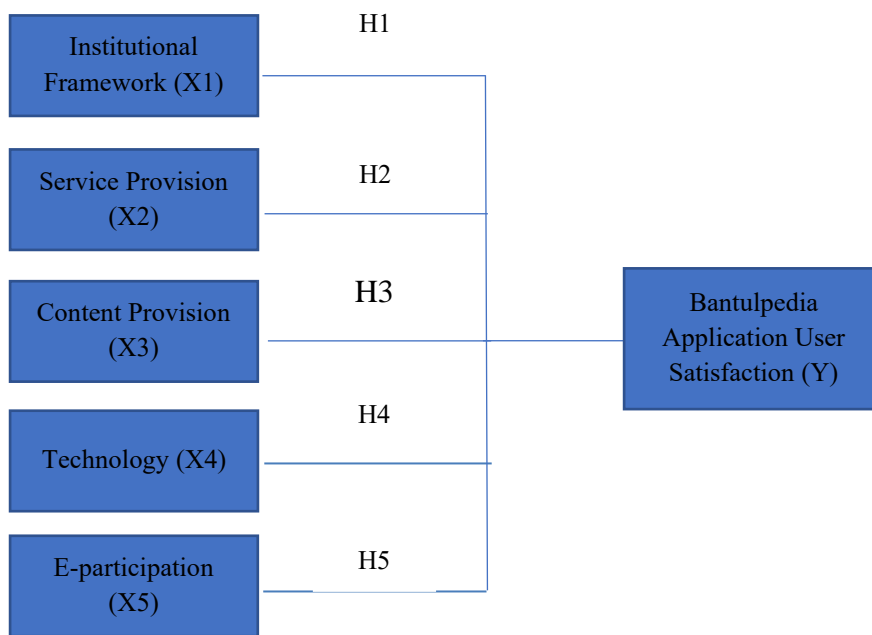 H1
Institutional
Framework (X1)
H2
Service Provision
(X2)
H3
Content Provision
(X3)
Bantulpedia
Application User
Satisfaction (Y)
H4
Technology (X4)
H5
E-participation
(X5)